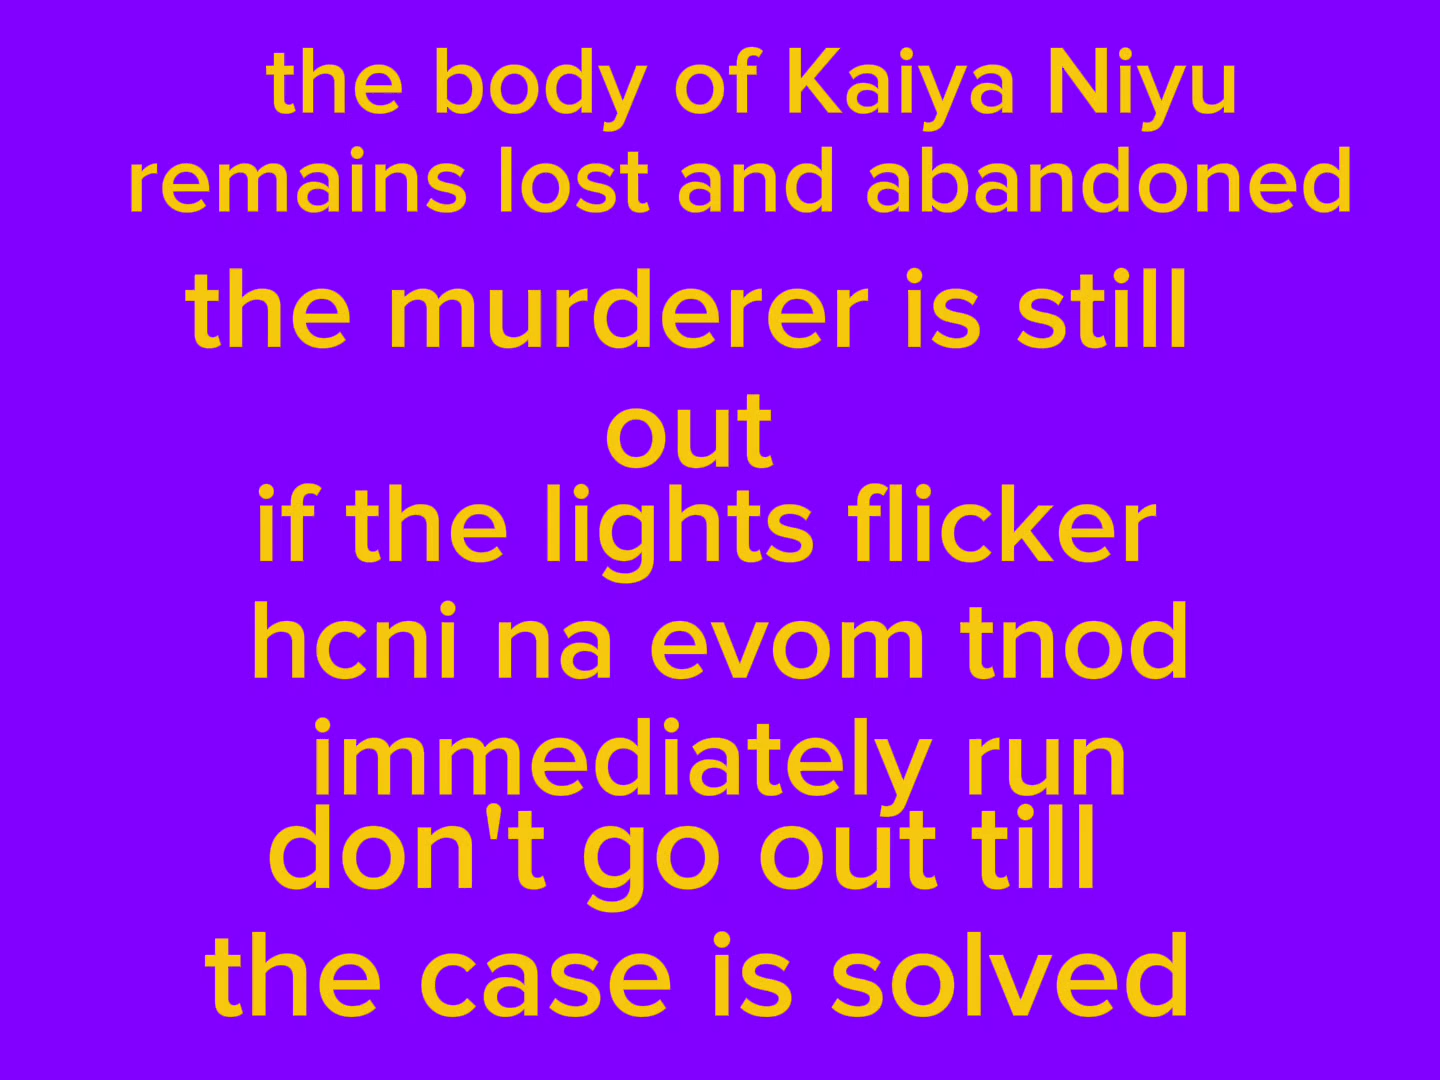 the body of Kaiya Niyu
remains lost and abandoned
the murderer is still
out
if the lights flicker
hcni na evom tnod
immediately run
don't go out till
the case is solved